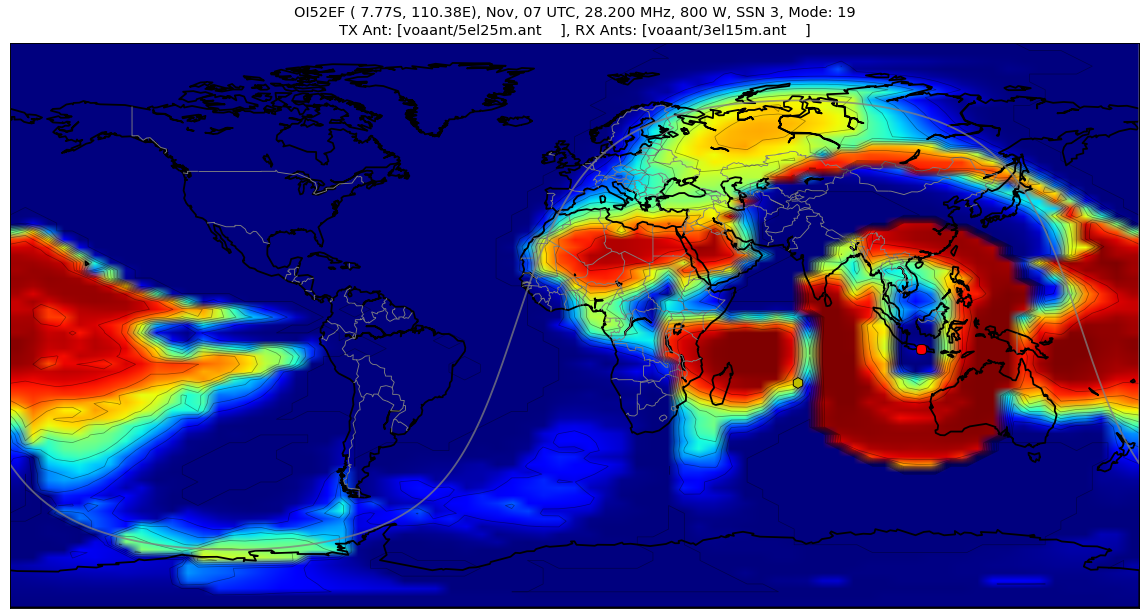 OI52EF ( 7.77S, 110.38E), Nov, 07 UTC, 28.200 MHz, 800 W, SSN 3, Mode: 19
TX Ant: [voaant/5el25m.ant    ], RX Ants: [voaant/3el15m.ant    ]